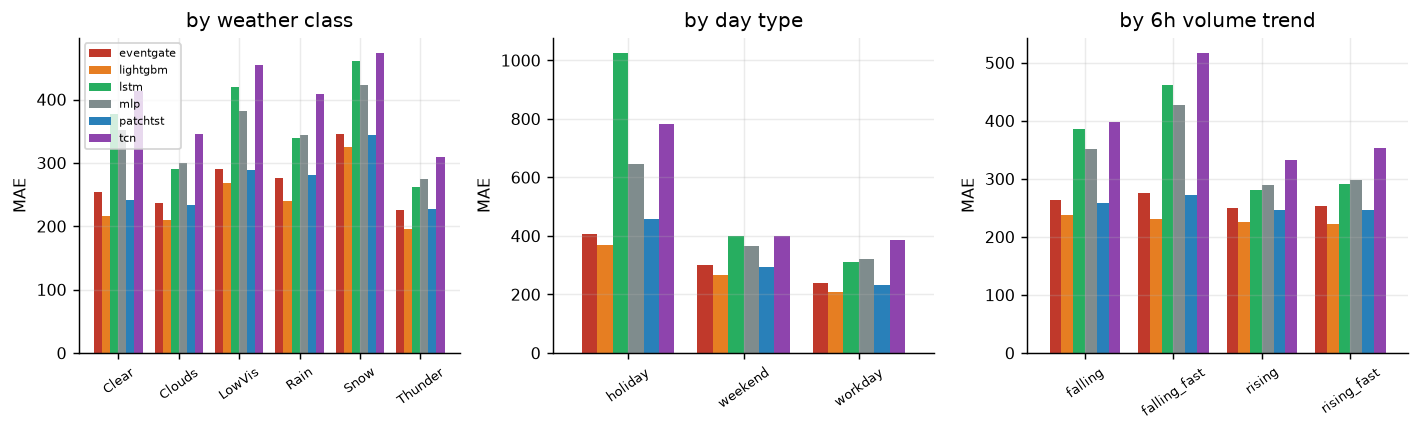 by weather class
MAE
400
300
200
100
0
eventgate
lightgbm
lstm
mlp
patchtst
tcn
Clear
Clouds
LowVis
Rain
Snow
Thunder
by day type
MAE
1000
800
600
400
200
0
holiday
weekend
workday
by 6h volume trend
MAE
500
400
300
200
100
0
falling
falling_fast
rising
rising_fast